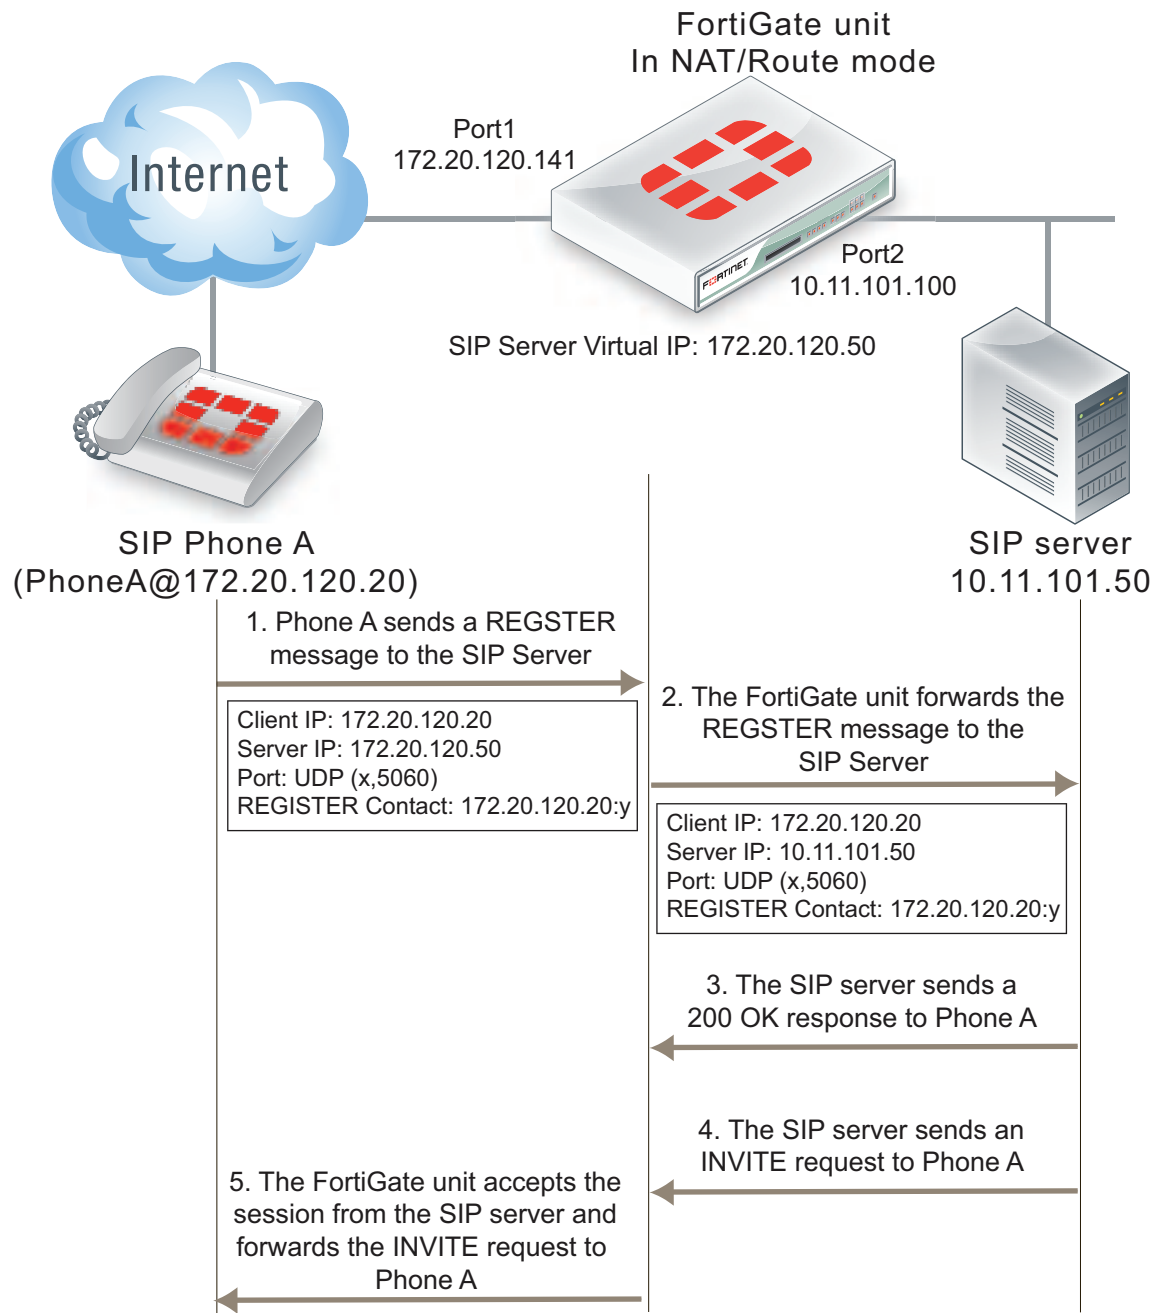 FortiGate unit
In NAT/Route mode
Port1
172.20.120.141
Internet
FORTINET
Port2
10.11.101.100
SIP Server Virtual IP: 172.20.120.50
SIP Phone A
(PhoneA@172.20.120.20)
SIP server
10.11.101.50
1. Phone A sends a REGSTER
message to the SIP Server
Client IP: 172.20.120.20
Server IP: 172.20.120.50
Port: UDP (x,5060)
REGISTER Contact: 172.20.120.20:y
2. The FortiGate unit forwards the
REGSTER message to the
SIP Server
Client IP: 172.20.120.20
Server IP: 10.11.101.50
Port: UDP (x,5060)
REGISTER Contact: 172.20.120.20:y
3. The SIP server sends a
200 OK response to Phone A
4. The SIP server sends an
INVITE request to Phone A
5. The FortiGate unit accepts the
session from the SIP server and
forwards the INVITE request to
Phone A